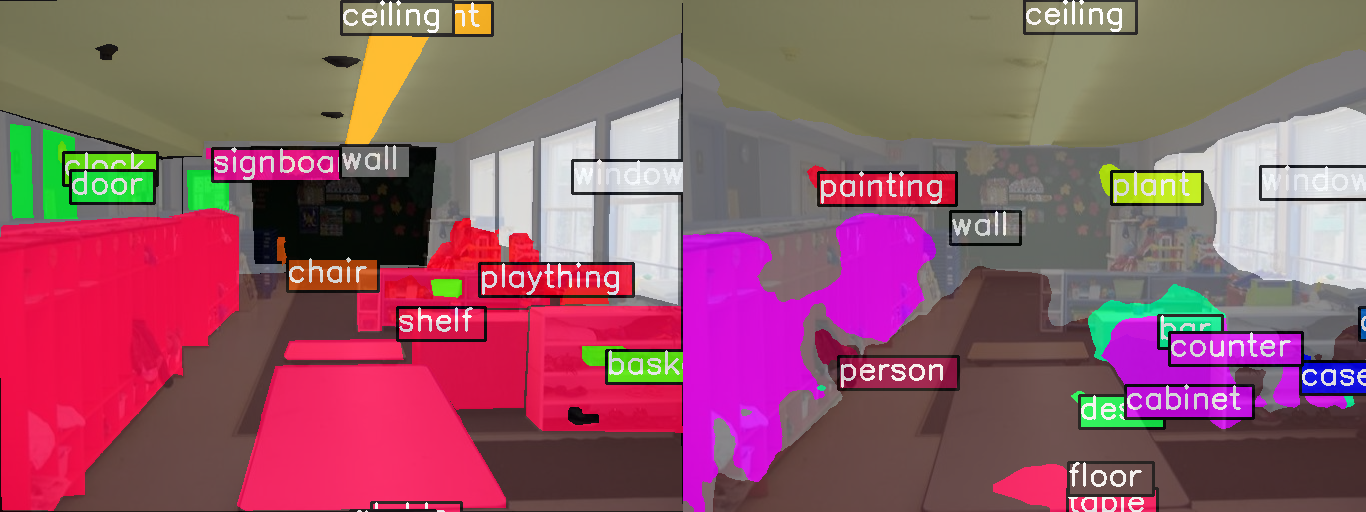 ceiling
nt
clock
door
signboa
wall
window
chair
plaything
shelf
bask
ceiling
painting
plant
window
wall
bar
counter
person
case
des
cabinet
floor
table